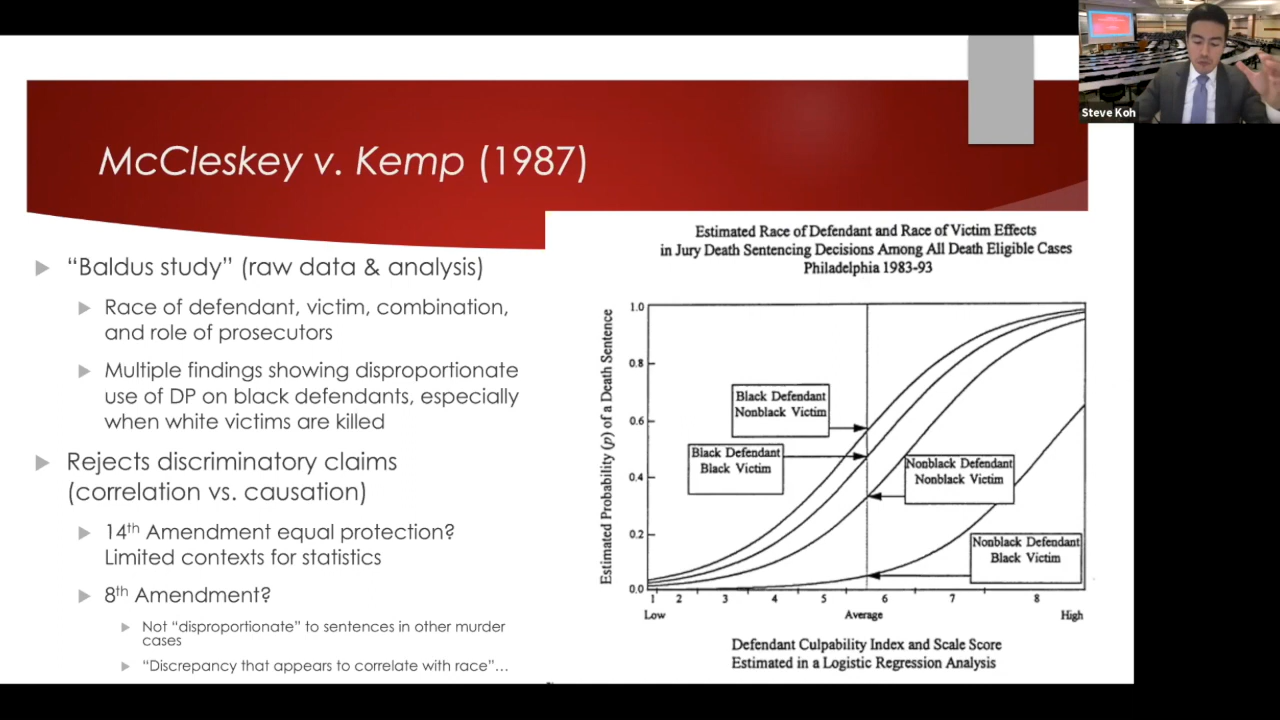 Steve Koh
McCleskey v. Kemp (1987)
“Baldus study” (raw data & analysis)
Race of defendant, victim, combination,
and role of prosecutors
Multiple findings showing disproportionate
use of DP on black defendants, especially
when white victims are killed
Rejects discriminatory claims
(correlation vs. causation)
14th Amendment equal protection?
Limited contexts for statistics
8th Amendment?
Not “disproportionate” to sentences in other murder
cases
“Discrepancy that appears to correlate with race”…
Estimated Race of Defendant and Race of Victim Effects
in Jury Death Sentencing Decisions Among All Death Eligible Cases
Philadelphia 1983-93
Estimated Probability (p) of a Death Sentence
1.0
0.8
0.6
0.4
0.2
0.0
Black Defendant
Nonblack Victim
Black Defendant
Black Victim
Nonblack Defendant
Nonblack Victim
Nonblack Defendant
Black Victim
1 2 3 4 5 6 7 8
Low Average High
Defendant Culpability Index and Scale Score
Estimated in a Logistic Regression Analysis